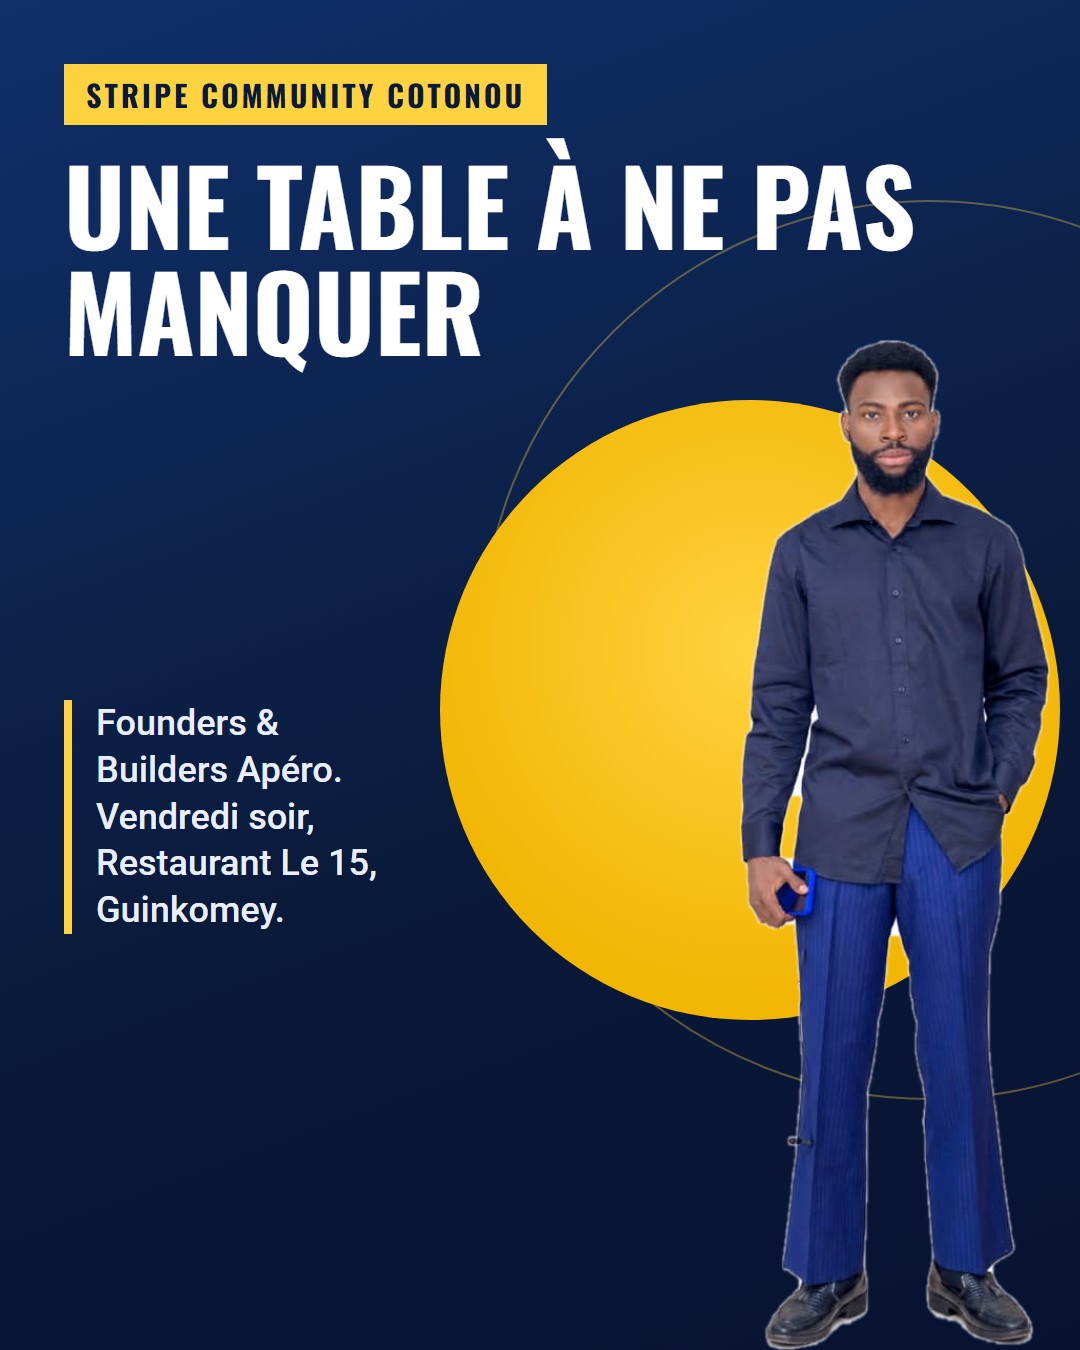 STRIPE COMMUNITY COTONOU
UNE TABLE À NE PAS
MANQUER
Founders &
Builders Apéro.
Vendredi soir,
Restaurant Le 15,
Guinkomey.